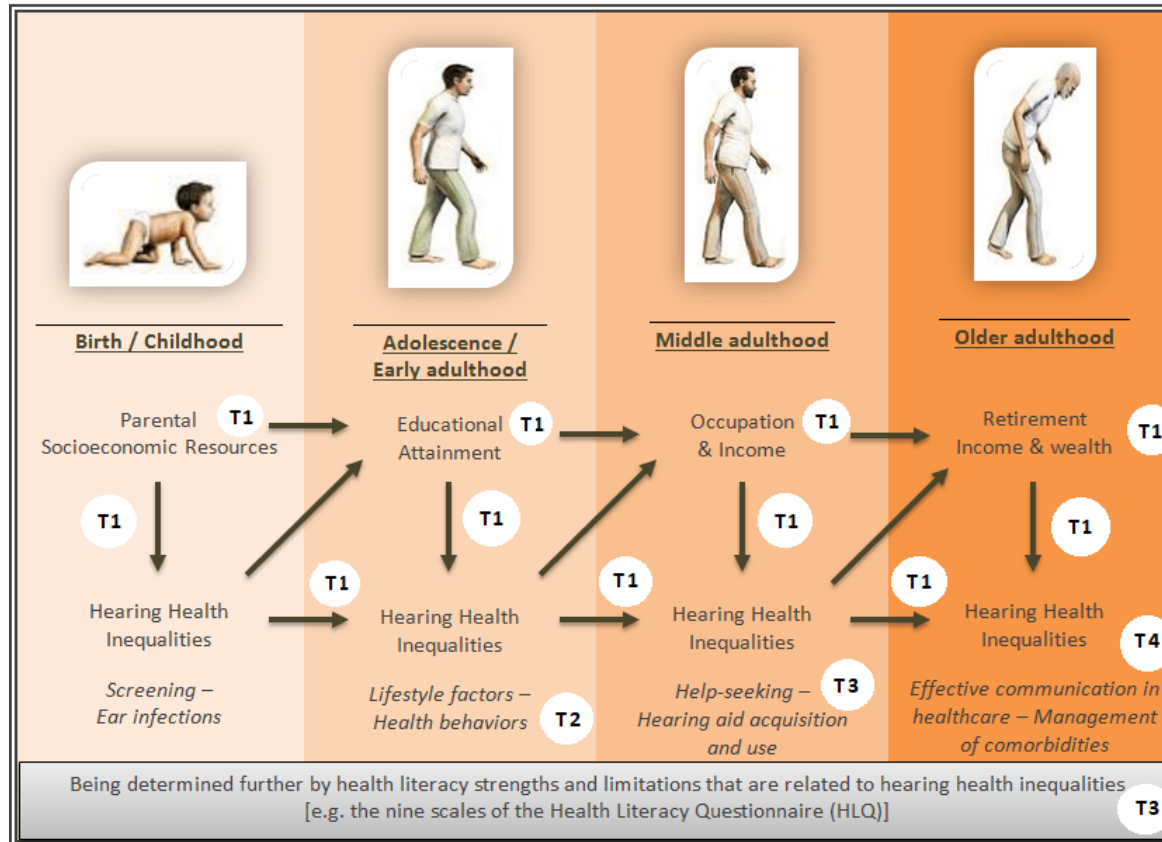 Birth / Childhood
Adolescence /
Early adulthood
Middle adulthood
Older adulthood
Parental
Socioeconomic Resources
T1
Educational
Attainment
T1
Occupation
& Income
T1
Retirement
Income & wealth
T1
T1
T1
T1
T1
T1
T1
T1
Hearing Health
Inequalities
Hearing Health
Inequalities
Hearing Health
Inequalities
Hearing Health
Inequalities
T4
Screening –
Ear infections
Lifestyle factors –
Health behaviors
T2
Help-seeking –
Hearing aid acquisition
and use
T3
Effective communication in
healthcare – Management
of comorbidities
Being determined further by health literacy strengths and limitations that are related to hearing health inequalities
[e.g. the nine scales of the Health Literacy Questionnaire (HLQ)]
T3